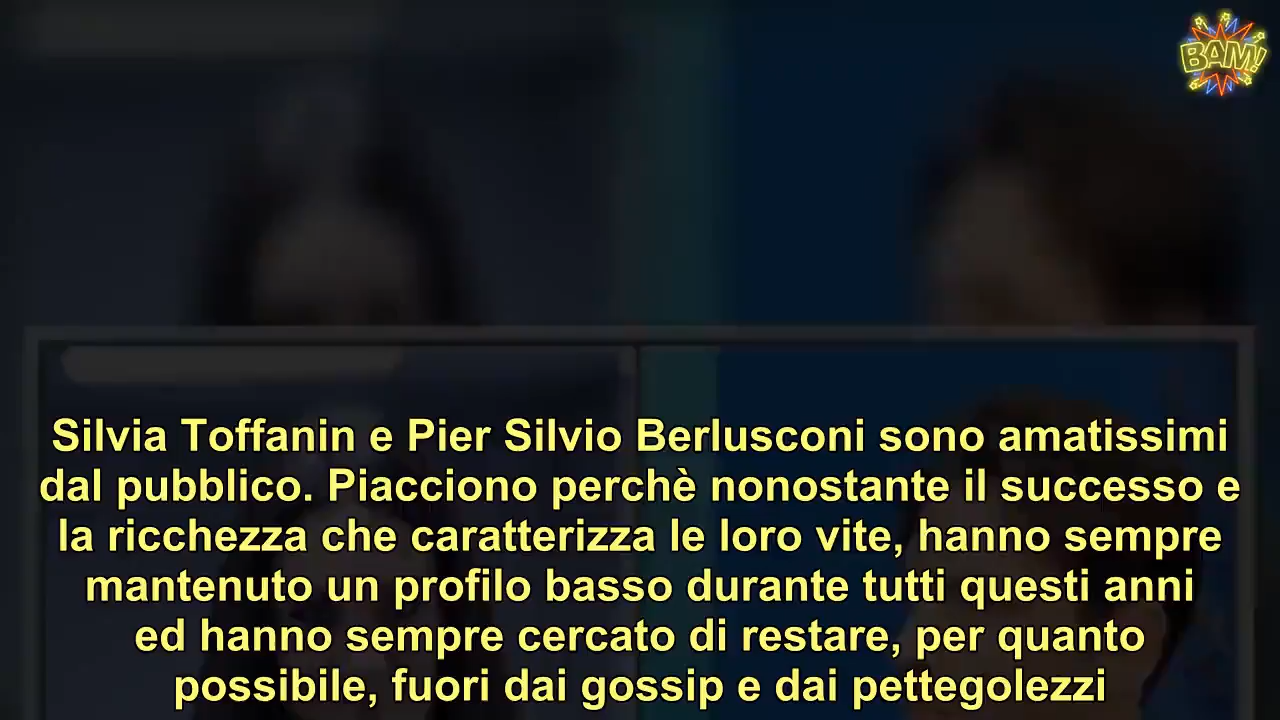 BAM!
Silvia Toffanin e Pier Silvio Berlusconi sono amatissimi
dal pubblico. Piacciono perchè nonostante il successo e
la ricchezza che caratterizza le loro vite, hanno sempre
mantenuto un profilo basso durante tutti questi anni
ed hanno sempre cercato di restare, per quanto
possibile, fuori dai gossip e dai pettegolezzi